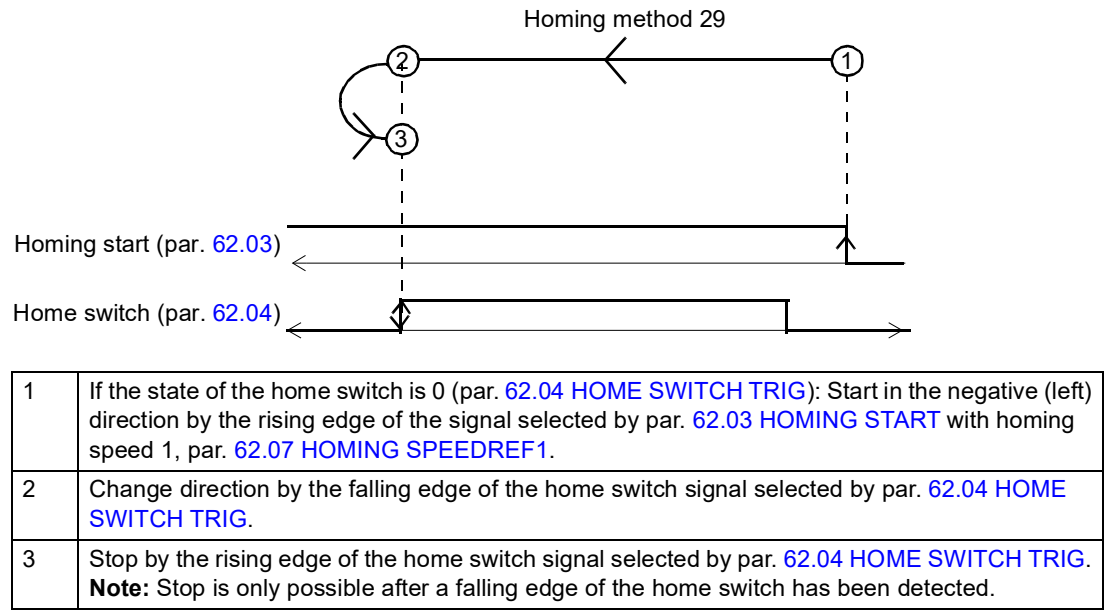 Homing method 29
2
1
3
Homing start (par. 62.03)
Home switch (par. 62.04)
1 If the state of the home switch is 0 (par. 62.04 HOME SWITCH TRIG): Start in the negative (left)
direction by the rising edge of the signal selected by par. 62.03 HOMING START with homing
speed 1, par. 62.07 HOMING SPEEDREF1.
2 Change direction by the falling edge of the home switch signal selected by par. 62.04 HOME
SWITCH TRIG.
3 Stop by the rising edge of the home switch signal selected by par. 62.04 HOME SWITCH TRIG.
Note: Stop is only possible after a falling edge of the home switch has been detected.